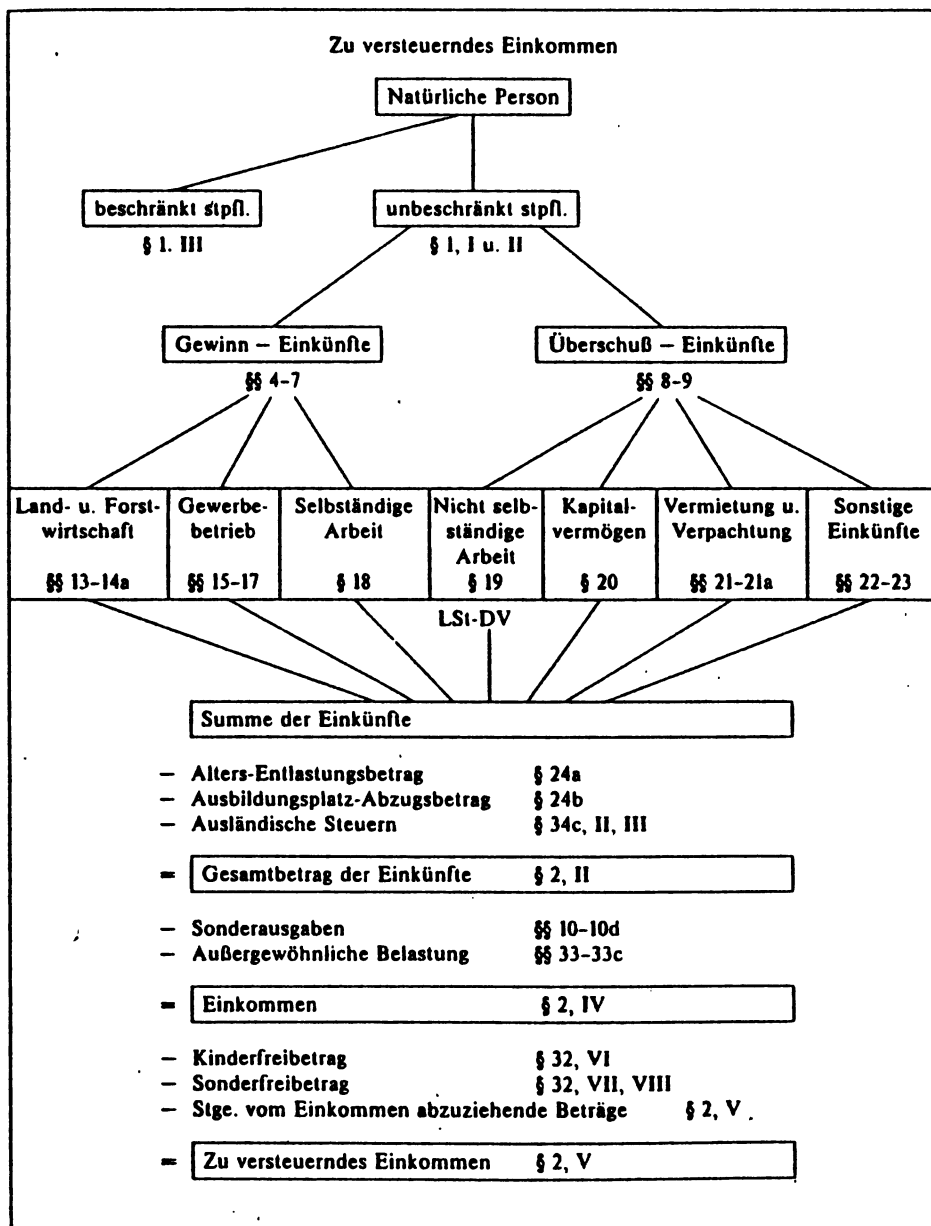 Zu versteuerndes Einkommen
Natürliche Person
beschränkt stpfl. unbeschränkt stpfl.
§ 1. III § 1, I u. II
Gewinn – Einkünfte Überschuß – Einkünfte
§§ 4–7 §§ 8–9
Land- u. Forst-
wirtschaft
§§ 13–14a
Gewerbe-
betrieb
§§ 15–17
Selbständige
Arbeit
§ 18
Nicht selb-
ständige
Arbeit
§ 19
Kapital-
vermögen
§ 20
Vermietung u.
Verpachtung
§§ 21–21a
Sonstige
Einkünfte
§§ 22–23
LSt-DV
Summe der Einkünfte
– Alters-Entlastungsbetrag § 24a
– Ausbildungsplatz-Abzugsbetrag § 24b
– Ausländische Steuern § 34c, II, III
= Gesamtbetrag der Einkünfte § 2, II
– Sonderausgaben §§ 10–10d
– Außergewöhnliche Belastung §§ 33–33c
= Einkommen § 2, IV
– Kinderfreibetrag § 32, VI
– Sonderfreibetrag § 32, VII, VIII
– Stge. vom Einkommen abzuziehende Beträge § 2, V
= Zu versteuerndes Einkommen § 2, V